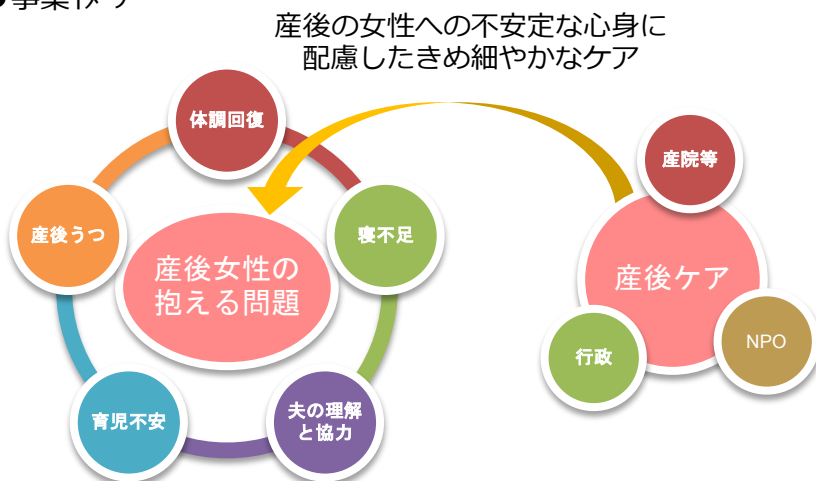 産後の女性への不安定な心身に
配慮したきめ細やかなケア
体調回復
産後うつ
寝不足
産後女性の
抱える問題
育児不安
夫の理解
と協力
産院等
産後ケア
行政
NPO